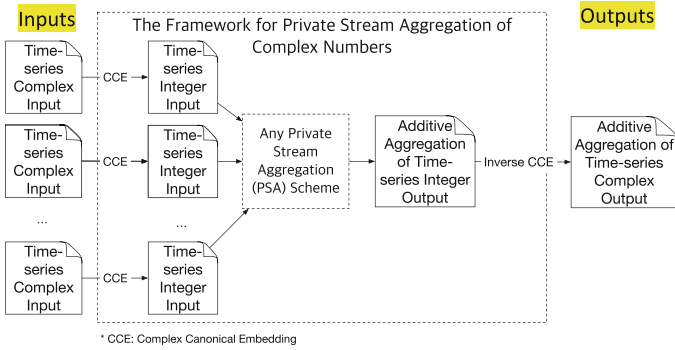 Inputs
The Framework for Private Stream Aggregation of
Complex Numbers
Outputs
Time-
series
Complex
Input
CCE
Time-
series
Integer
Input
Time-
series
Complex
Input
CCE
Time-
series
Integer
Input
...
...
Time-
series
Complex
Input
CCE
Time-
series
Integer
Input
Any Private
Stream
Aggregation
(PSA) Scheme
Additive
Aggregation
of Time-
series Integer
Output
Inverse CCE
Additive
Aggregation of
Time-series
Complex
Output
* CCE: Complex Canonical Embedding